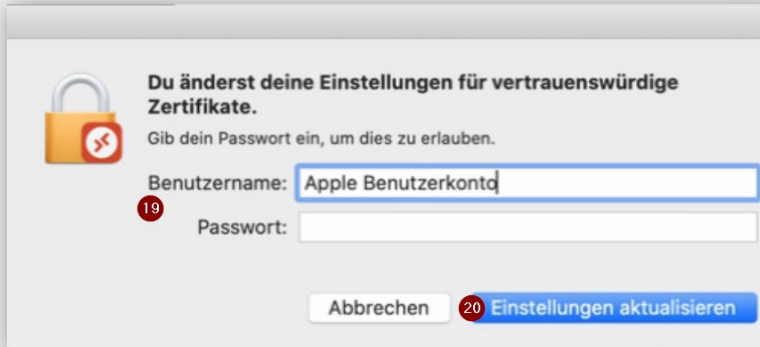 Du änderst deine Einstellungen für vertrauenswürdige
Zertifikate.
Gib dein Passwort ein, um dies zu erlauben.
Benutzername: Apple Benutzerkonto
19
Passwort:
Abbrechen 20 Einstellungen aktualisieren